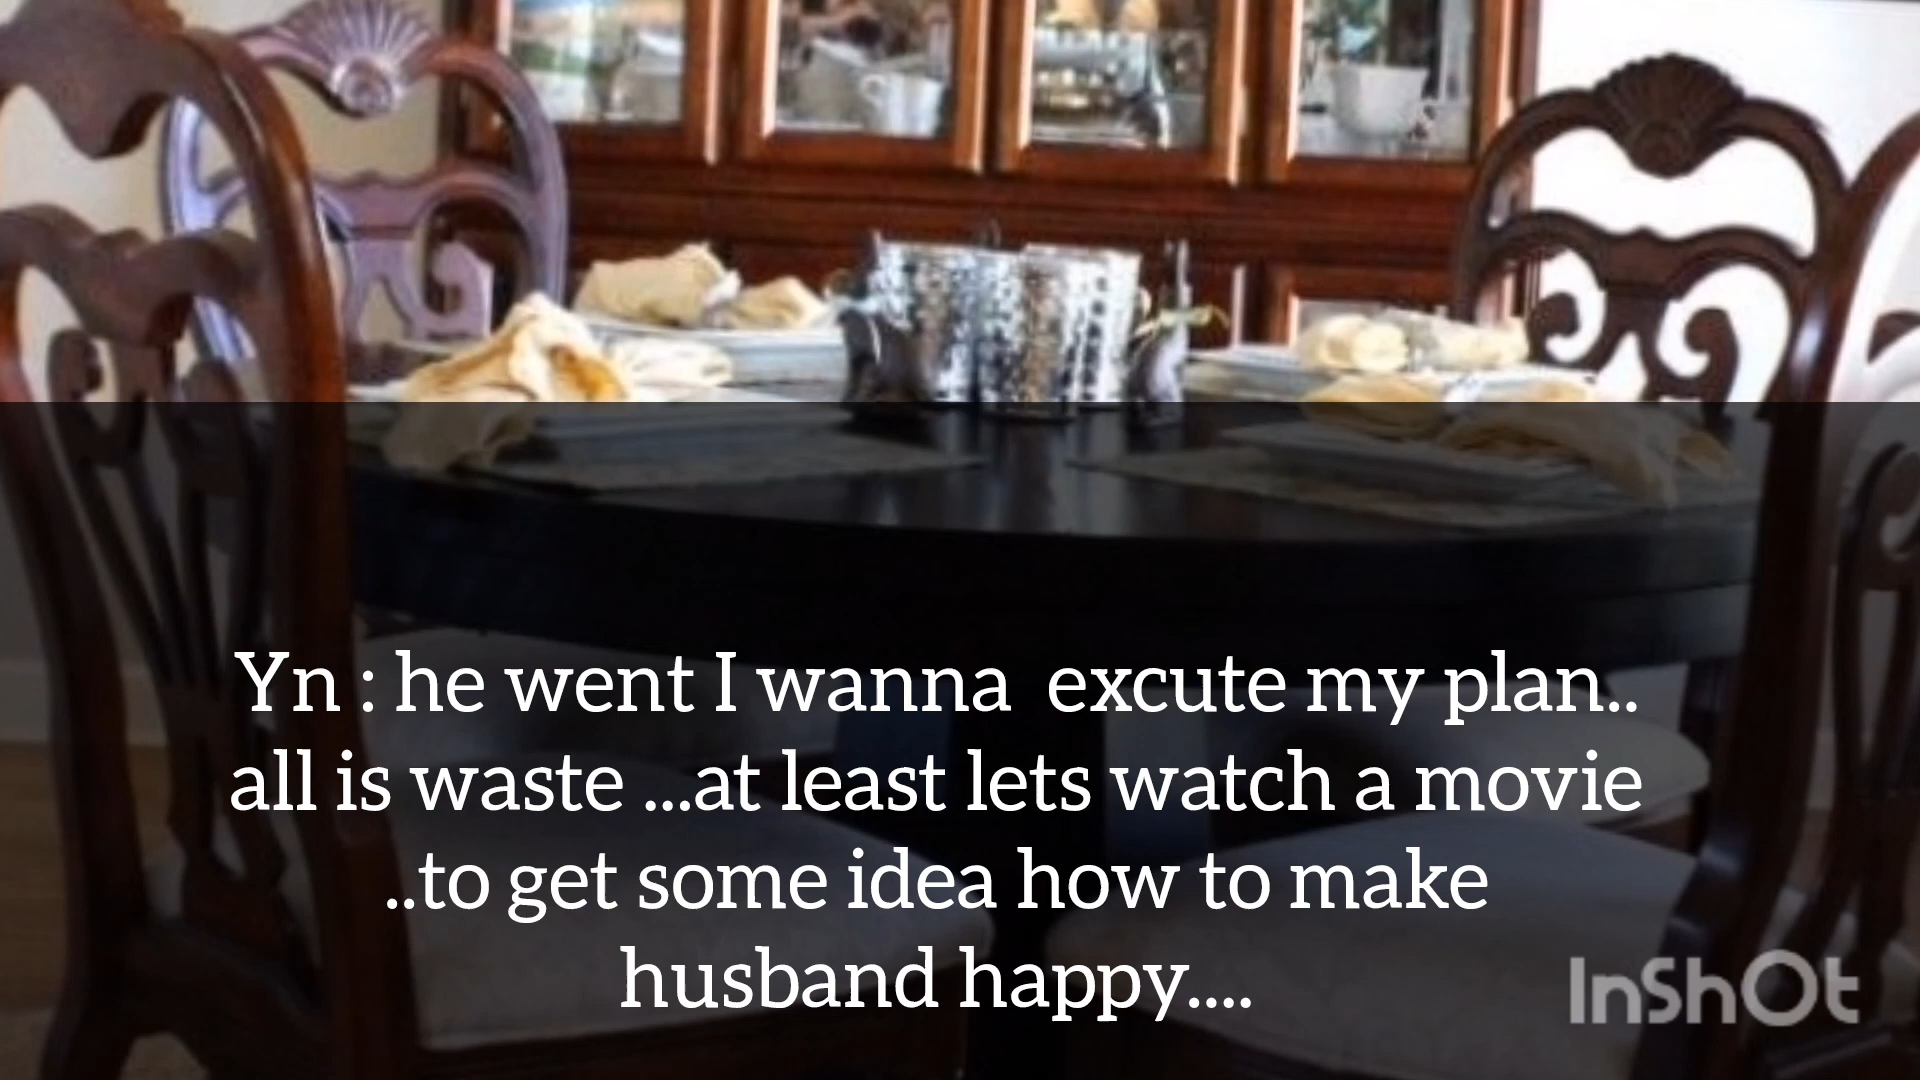 Yn : he went I wanna  excute my plan..
all is waste ...at least lets watch a movie
..to get some idea how to make
husband happy....
InShOt